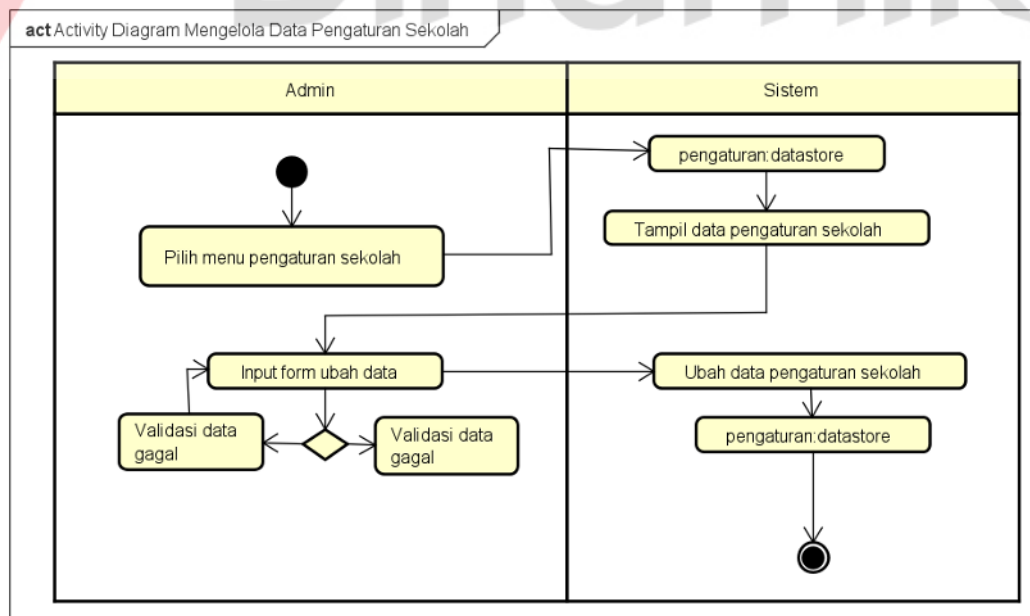 act Activity Diagram Mengelola Data Pengaturan Sekolah
Admin
Sistem
pengaturan:datastore
Tampil data pengaturan sekolah
Pilih menu pengaturan sekolah
Input form ubah data
Ubah data pengaturan sekolah
Validasi data
gagal
Validasi data
gagal
pengaturan:datastore